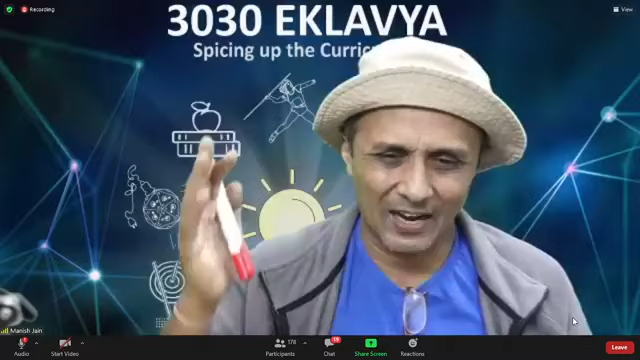 Recording
View
3030 EKLAVYA
Spicing up the Curric
Manish Jain
Audio
Start Video
178
Participants
Chat
Share Screen
Reactions
Leave